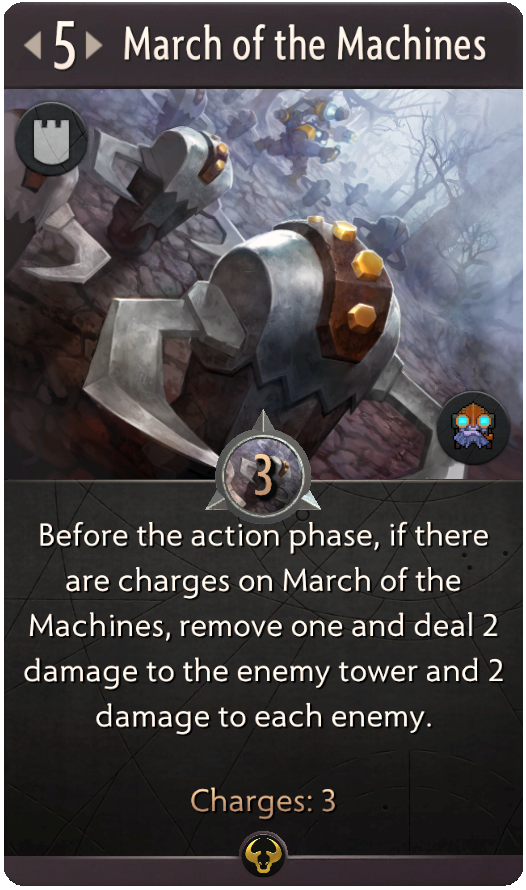 5 March of the Machines
3
Before the action phase, if there
are charges on March of the
Machines, remove one and deal 2
damage to the enemy tower and 2
damage to each enemy.
Charges: 3